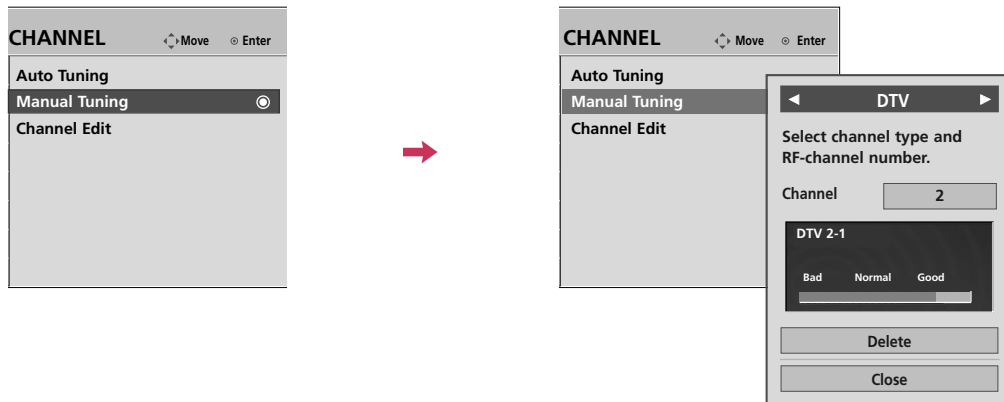 CHANNEL Move Enter
Auto Tuning
Manual Tuning
Channel Edit
CHANNEL Move Enter
Auto Tuning
Manual Tuning
Channel Edit
DTV
Select channel type and
RF-channel number.
Channel 2
DTV 2-1
Bad Normal Good
Delete
Close